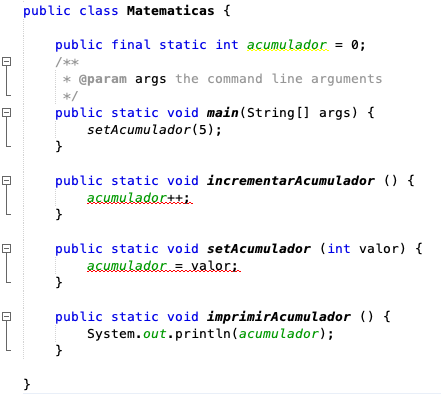 public class Matematicas {
public final static int acumulador = 0;
/**
* @param args the command line arguments
*/
public static void main(String[] args) {
setAcumulador(5);
}
public static void incrementarAcumulador () {
acumulador++;
}
public static void setAcumulador (int valor) {
acumulador = valor;
}
public static void imprimirAcumulador () {
System.out.println(acumulador);
}
}